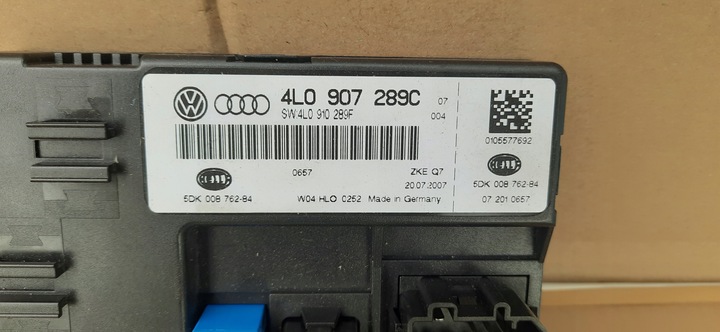 4L0 907 289C 07
SW:4L0 910 289F 004
0105577692
0657 ZKE Q7
HELLA 20.07.2007 HELLA
5DK 008 762-84 5DK 008 762-84
W04 HLO 0252 Made in Germany 07 201 0657